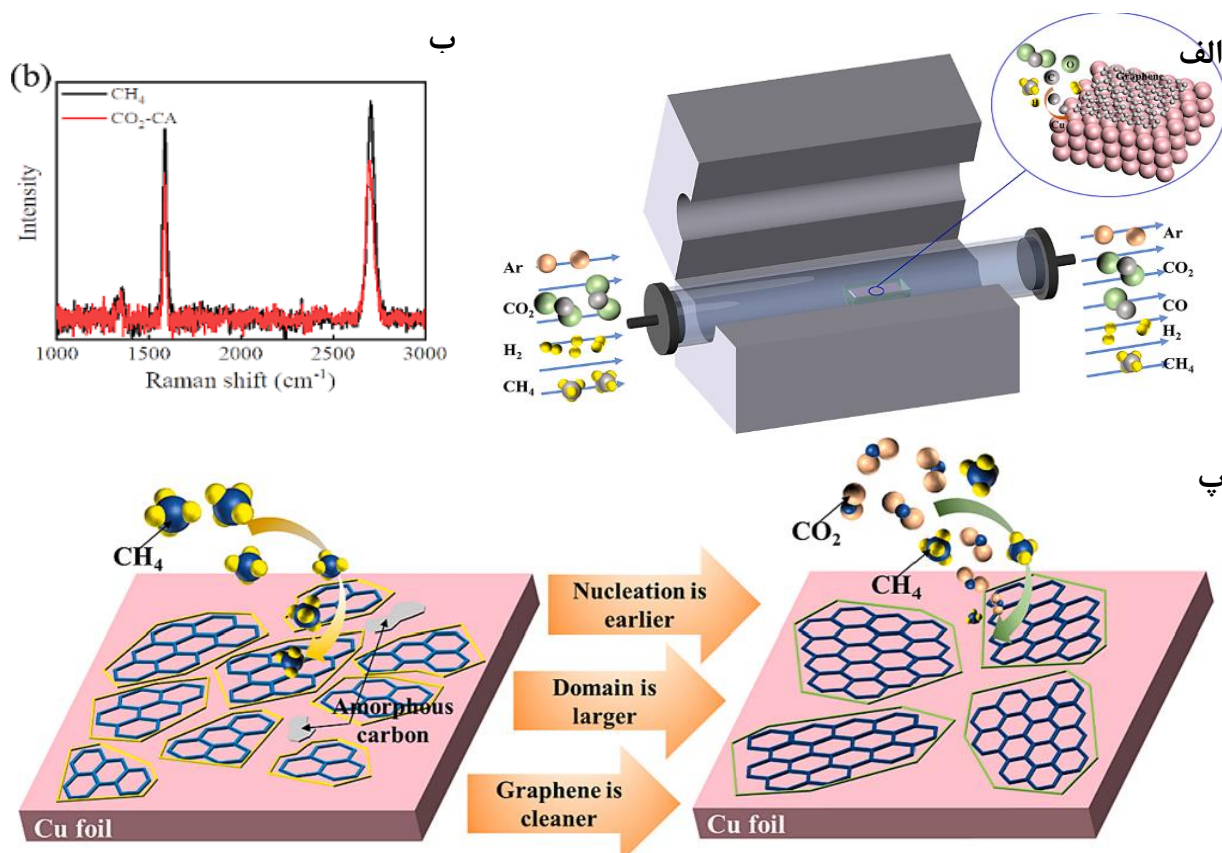 ب
(b)
CH₄
CO₂-CA
Intensity
1000 1500 2000 2500 3000
Raman shift (cm⁻¹)
الف
O
C
Graphene
H
Cu
Ar
CO₂
H₂
CH₄
Ar
CO₂
CO
H₂
CH₄
پ
CH₄
Amorphous
carbon
Cu foil
Nucleation is
earlier
Domain is
larger
Graphene is
cleaner
CO₂
CH₄
Cu foil